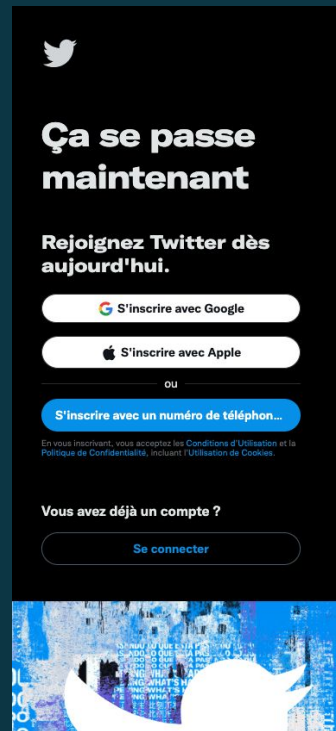 Ça se passe
maintenant
Rejoignez Twitter dès
aujourd'hui.
S'inscrire avec Google
S'inscrire avec Apple
ou
S'inscrire avec un numéro de téléphon...
En vous inscrivant, vous acceptez les Conditions d'Utilisation et la
Politique de Confidentialité, incluant l'Utilisation de Cookies.
Vous avez déjà un compte ?
Se connecter